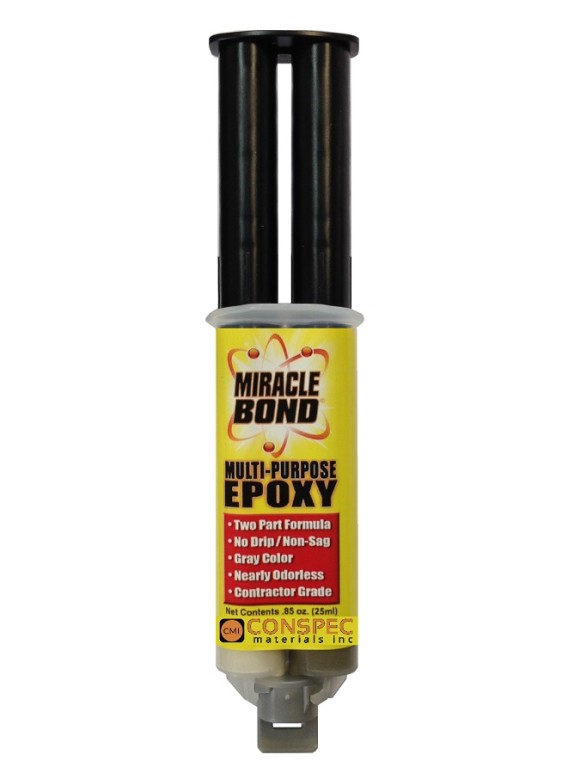 MIRACLE
BOND
MULTI-PURPOSE
EPOXY
• Two Part Formula
• No Drip/Non-Sag
• Gray Color
• Nearly Odorless
• Contractor Grade
Net Contents .85 oz. (25ml)
CMI CONSPEC
materials inc